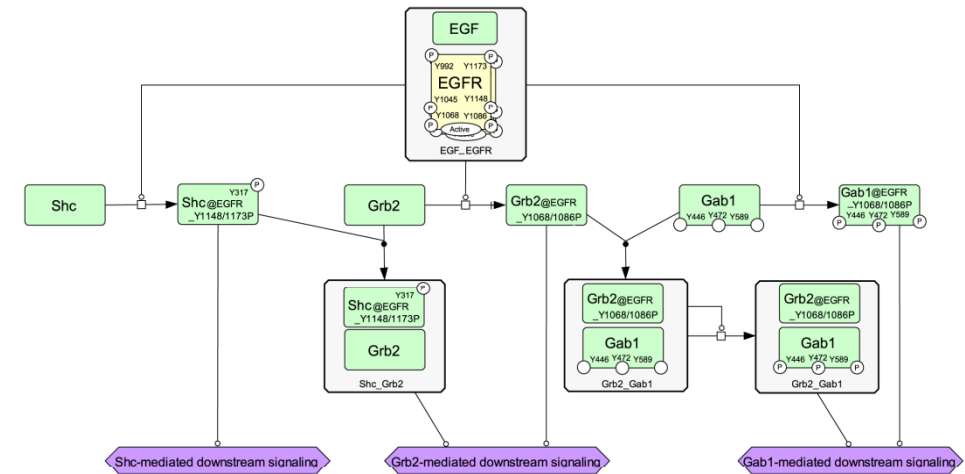 EGF
P
P
Y992 Y1173
EGFR
Y1045 Y1148
P
P
Y1068 Y1086
P
P
Active
EGF_EGFR
Shc
P
Y317
Shc@EGFR
_Y1148/1173P
Grb2
Grb2@EGFR
_Y1068/1086P
Gab1
Y446 Y472 Y589
Gab1@EGFR
_Y1068/1086P
Y446 Y472 Y589
P P P
P
Y317
Shc@EGFR
_Y1148/1173P
Grb2
Shc_Grb2
Grb2@EGFR
_Y1068/1086P
Gab1
Y446 Y472 Y589
Grb2_Gab1
Grb2@EGFR
_Y1068/1086P
Gab1
Y446 Y472 Y589
P P P
Grb2_Gab1
Shc-mediated downstream signaling
Grb2-mediated downstream signaling
Gab1-mediated downstream signaling